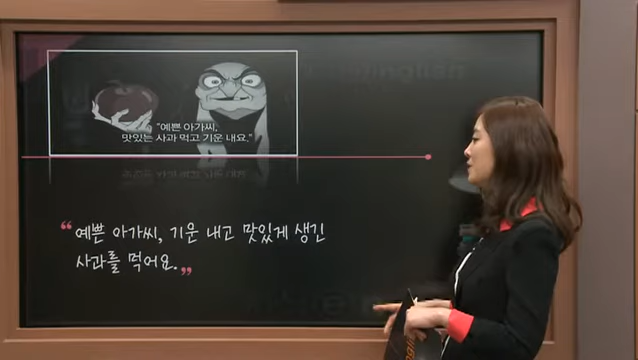 "예쁜 아가씨,
맛있는 사과 먹고 기운 내요."
“예쁜 아가씨, 기운 내고 맛있게 생긴
사과를 먹어요.”